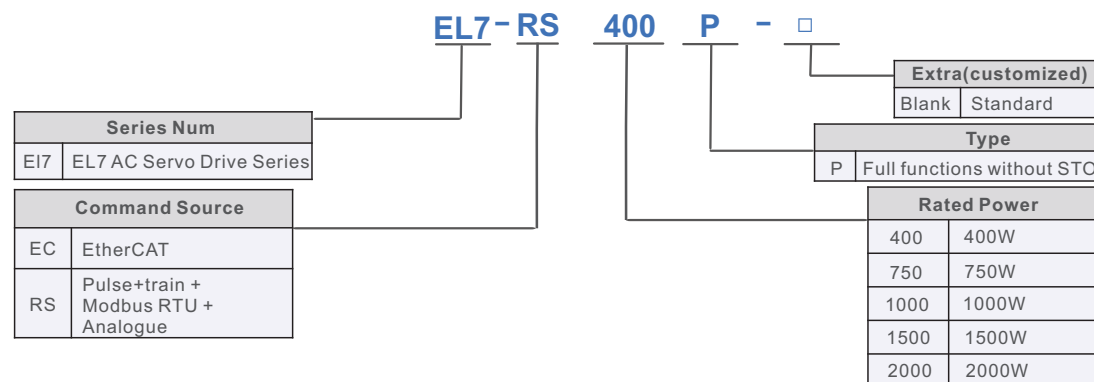 EL7-RS 400 P - □
Extra(customized)
Blank Standard
Series Num
El7 EL7 AC Servo Drive Series
Type
P Full functions without STO
Command Source
EC EtherCAT
RS Pulse+train +
Modbus RTU +
Analogue
Rated Power
400 400W
750 750W
1000 1000W
1500 1500W
2000 2000W